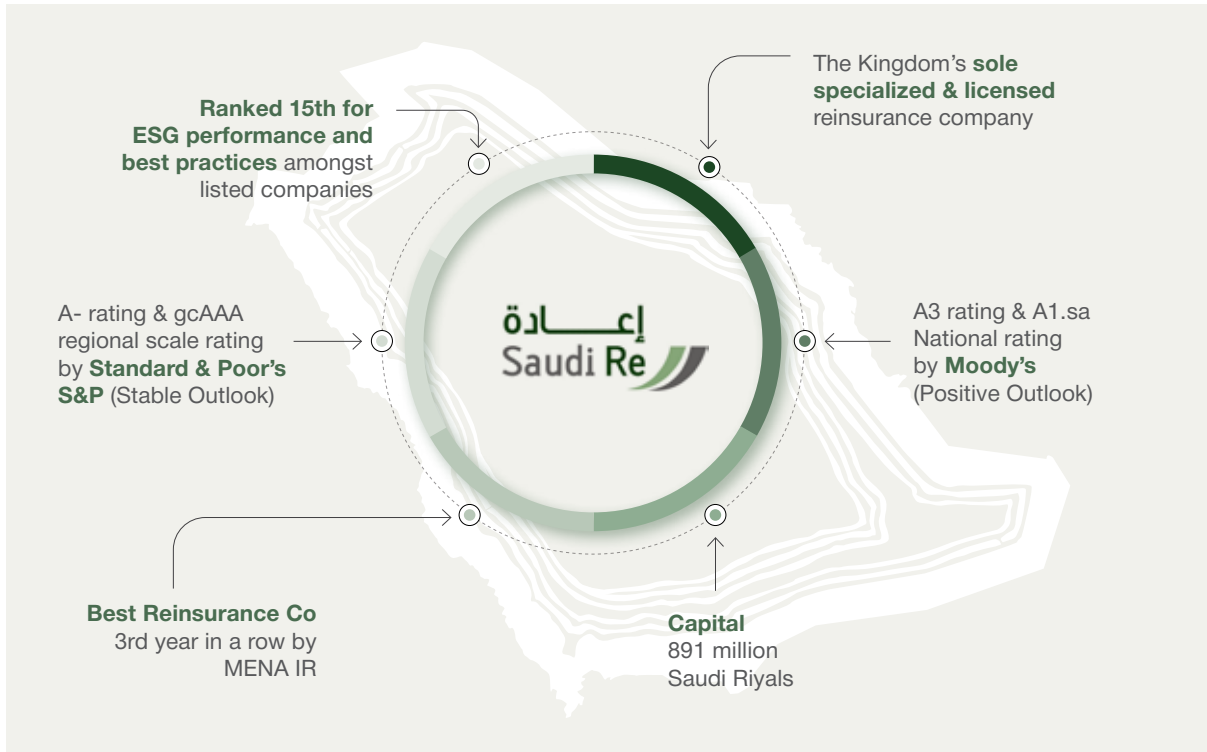 The Kingdom's sole
specialized & licensed
reinsurance company
Ranked 15th for
ESG performance and
best practices amongst
listed companies
إعـــادة
Saudi Re
A- rating & gcAAA
regional scale rating
by Standard & Poor's
S&P (Stable Outlook)
A3 rating & A1.sa
National rating
by Moody's
(Positive Outlook)
Best Reinsurance Co
3rd year in a row by
MENA IR
Capital
891 million
Saudi Riyals